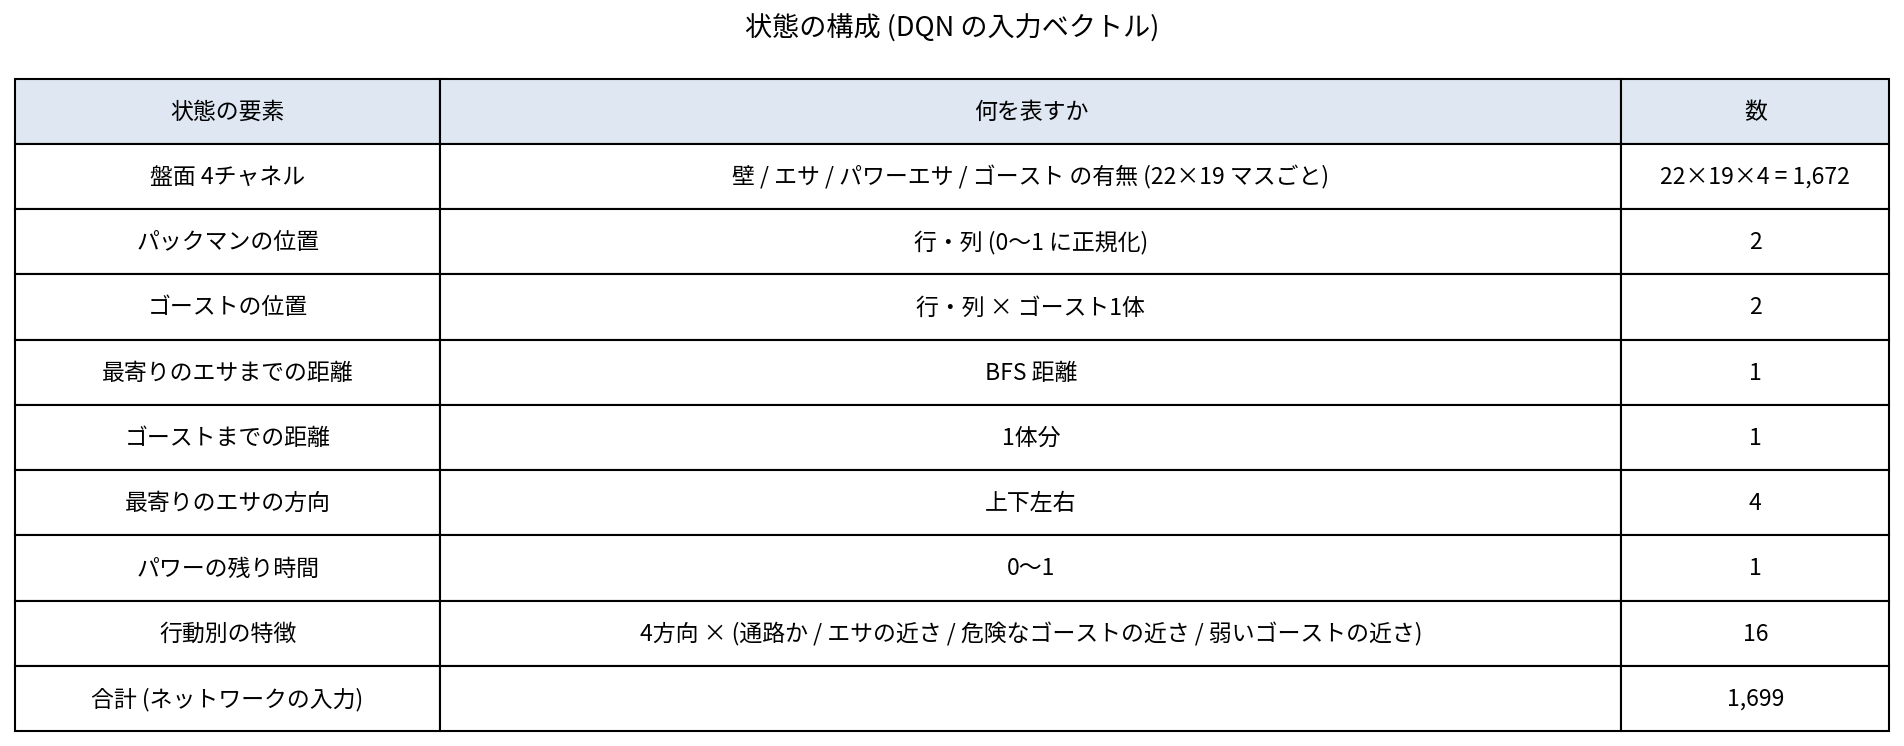 状態の構成 (DQN の入力ベクトル)
状態の要素 何を表すか 数
盤面 4チャネル 壁 / エサ / パワーエサ / ゴースト の有無 (22×19 マスごと) 22×19×4 = 1,672
パックマンの位置 行・列 (0〜1 に正規化) 2
ゴーストの位置 行・列 × ゴースト1体 2
最寄りのエサまでの距離 BFS 距離 1
ゴーストまでの距離 1体分 1
最寄りのエサの方向 上下左右 4
パワーの残り時間 0〜1 1
行動別の特徴 4方向 × (通路か / エサの近さ / 危険なゴーストの近さ / 弱いゴーストの近さ) 16
合計 (ネットワークの入力) 1,699